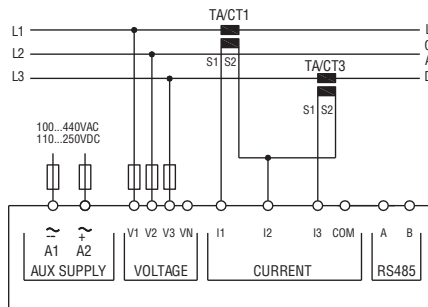 TA/CT1
L1
L
L2
S1 S2
TA/CT3
L3
S1 S2
100...440VAC
110...250VDC
V1 V2 V3 VN I1 I2 I3 COM A B
A1 A2
AUX SUPPLY VOLTAGE CURRENT RS485